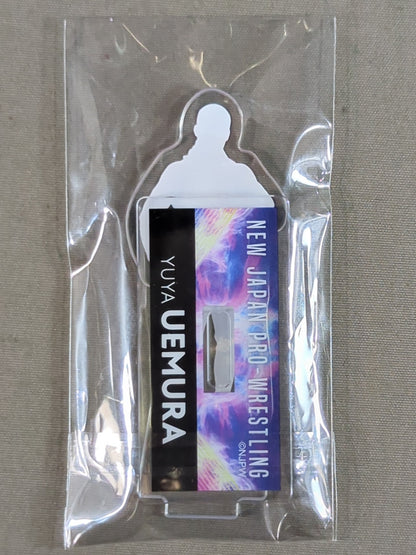 NEW JAPAN PRO-WRESTLING
©NJPW
YUYA UEMURA